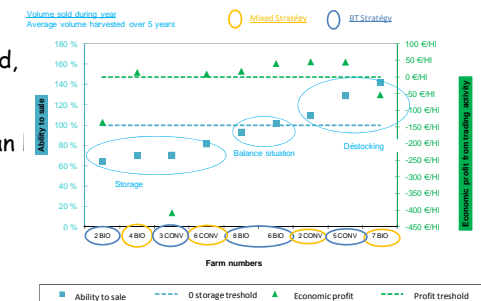 Volume sold during year
Average volume harvested over 5 years
Mixed Stratégy
BT Stratégy
d,
an
Ability to sale
180 %
160 %
140 %
120 %
100 %
80 %
60 %
40 %
20 %
0 %
100 €/Hl
50 €/Hl
0 €/Hl
-50 €/Hl
-100 €/Hl
-150 €/Hl
-200 €/Hl
-250 €/Hl
-300 €/Hl
-350 €/Hl
-400 €/Hl
-450 €/Hl
Economic profit from trading activity
Storage
Balance situation
Déstocking
2 BIO 4 BIO 3 CONV 6 CONV 8 BIO 6 BIO 2 CONV 5 CONV 7 BIO
Farm numbers
Ability to sale 0 storage treshold Economic profit Profit treshold